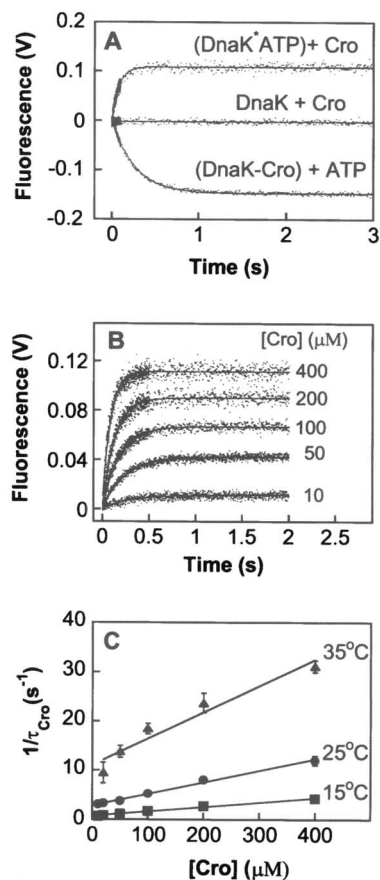 A
(DnaK*ATP)+ Cro
DnaK + Cro
(DnaK-Cro) + ATP
0.2
0.1
0
-0.1
-0.2
Fluorescence (V)
0 1 2 3
Time (s)
B
[Cro] (μM)
400
200
100
50
10
0.12
0.08
0.04
0
Fluorescence (V)
0 0.5 1 1.5 2 2.5
Time (s)
C
35°C
25°C
15°C
40
30
20
10
0
1/τCro(s-1)
0 100 200 300 400
[Cro] (μM)